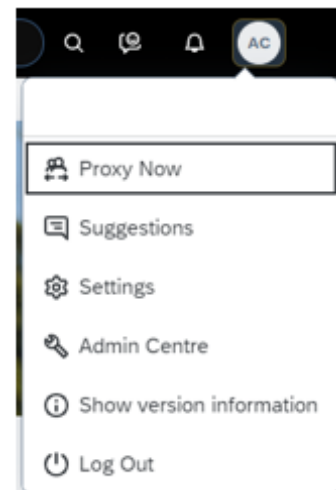 AC
Proxy Now
Suggestions
Settings
Admin Centre
Show version information
Log Out